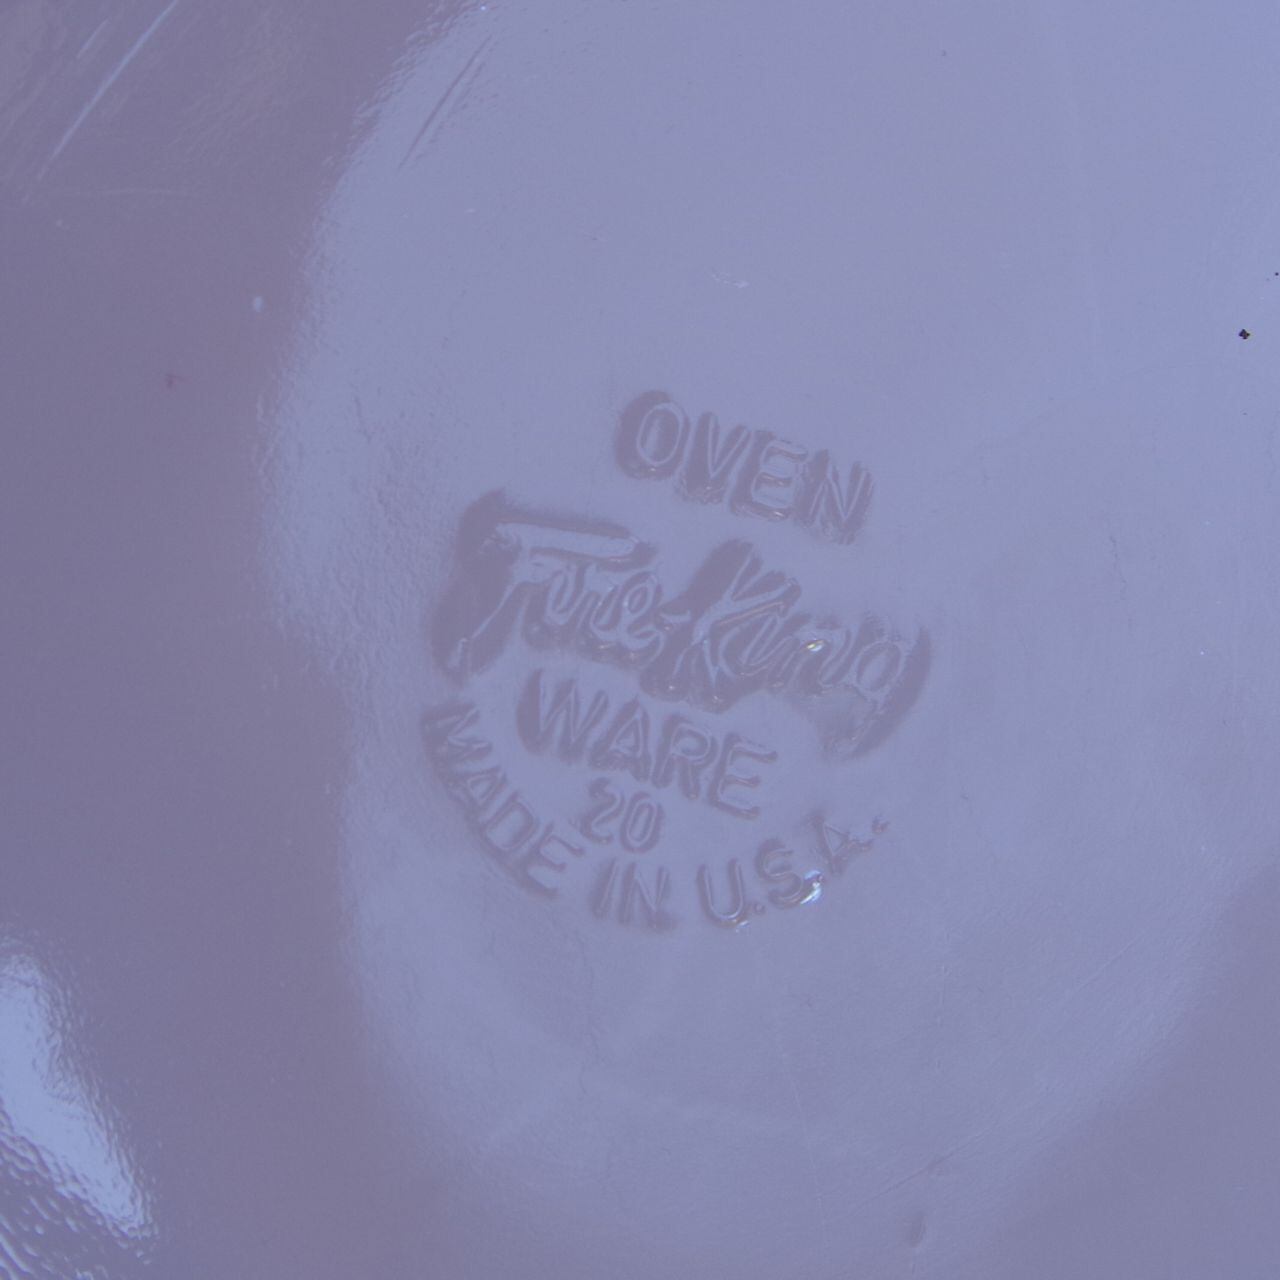 OVEN
Fire-King
WARE
20
MADE IN U.S.A.